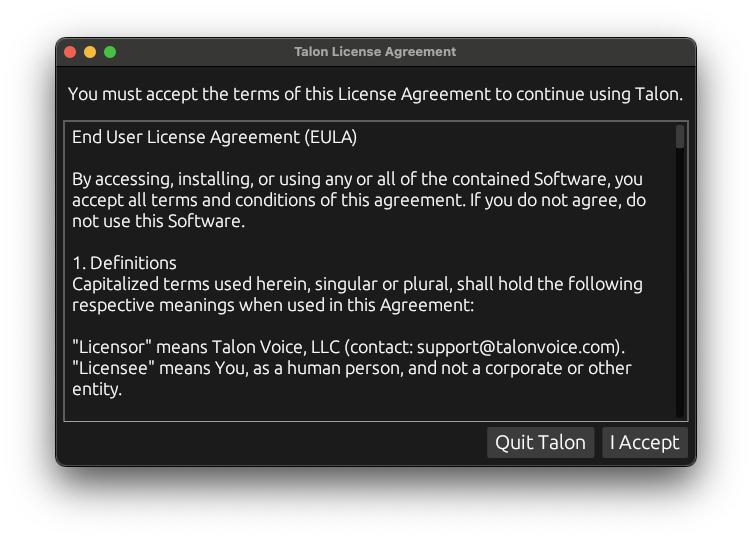 Talon License Agreement
You must accept the terms of this License Agreement to continue using Talon.
End User License Agreement (EULA)
By accessing, installing, or using any or all of the contained Software, you
accept all terms and conditions of this agreement. If you do not agree, do
not use this Software.
1. Definitions
Capitalized terms used herein, singular or plural, shall hold the following
respective meanings when used in this Agreement:
"Licensor" means Talon Voice, LLC (contact: support@talonvoice.com).
"Licensee" means You, as a human person, and not a corporate or other
entity.
Quit Talon
I Accept